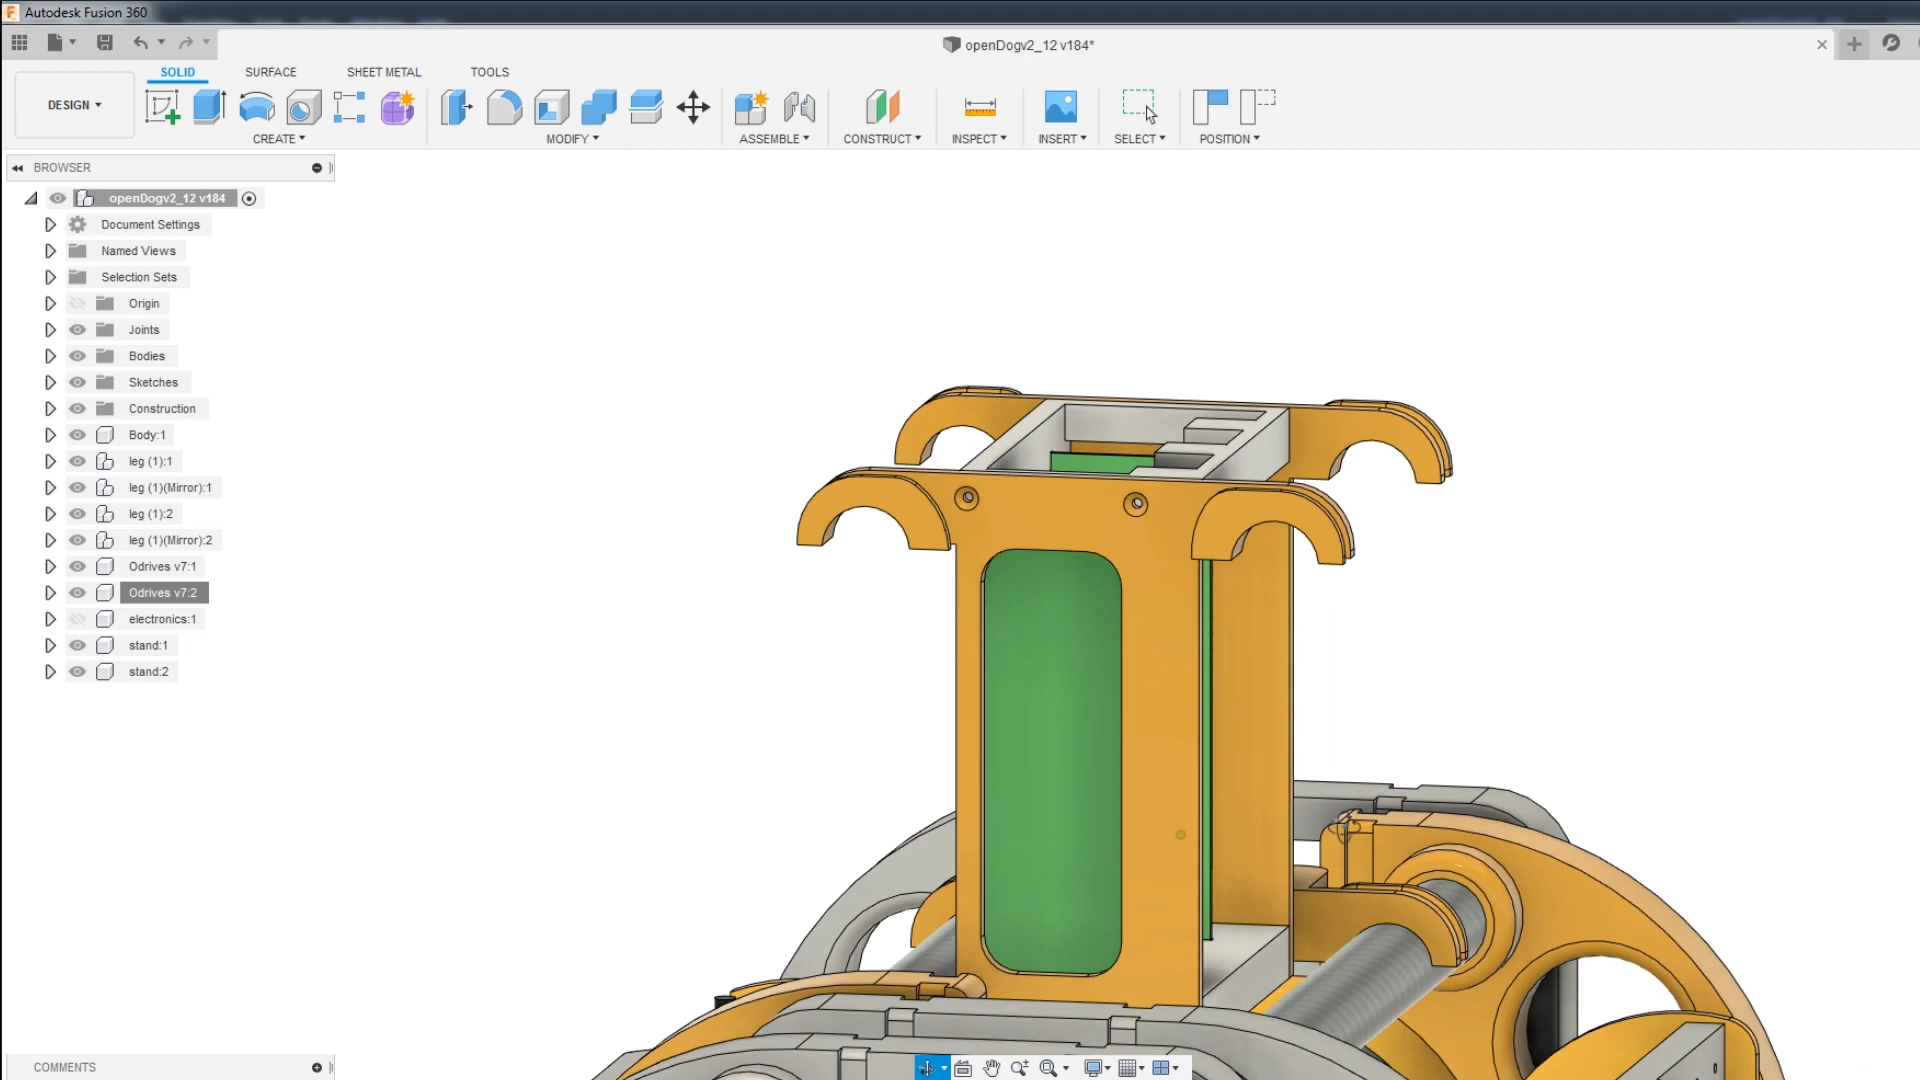 Autodesk Fusion 360
openDogv2_12 v184*
SOLID
SURFACE
SHEET METAL
TOOLS
DESIGN
CREATE
MODIFY
ASSEMBLE
CONSTRUCT
INSPECT
INSERT
SELECT
POSITION
BROWSER
openDogv2_12 v184
Document Settings
Named Views
Selection Sets
Origin
Joints
Bodies
Sketches
Construction
Body:1
leg (1):1
leg (1)(Mirror):1
leg (1):2
leg (1)(Mirror):2
Odrives v7:1
Odrives v7:2
electronics:1
stand:1
stand:2
COMMENTS